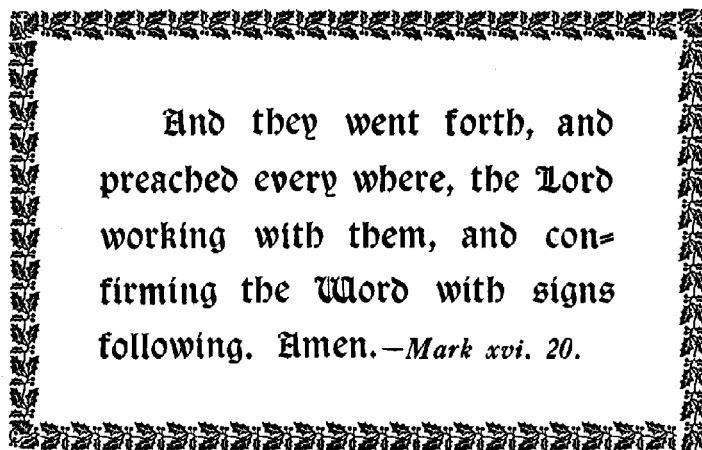 And they went forth, and
preached every where, the Lord
working with them, and con=
firming the Word with signs
following. Amen.—Mark xvi. 20.